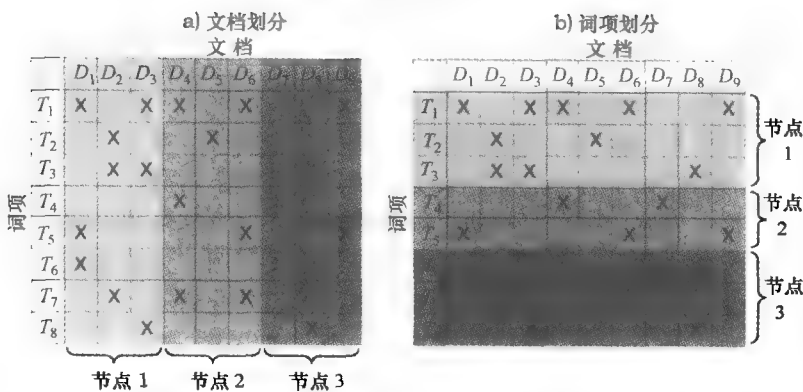 a) 文档划分
文 档
D1 D2 D3 D4 D5 D6
T1 X X X X
T2 X X
T3 X X
T4 X
T5 X X
T6 X
T7 X X X
T8 X
词项
节点 1 节点 2 节点 3
b) 词项划分
文 档
D1 D2 D3 D4 D5 D6 D7 D8 D9
T1 X X X X X
T2 X X
T3 X X X
T4 X X
T5 X X X
词项
节点
1
节点
2
节点
3